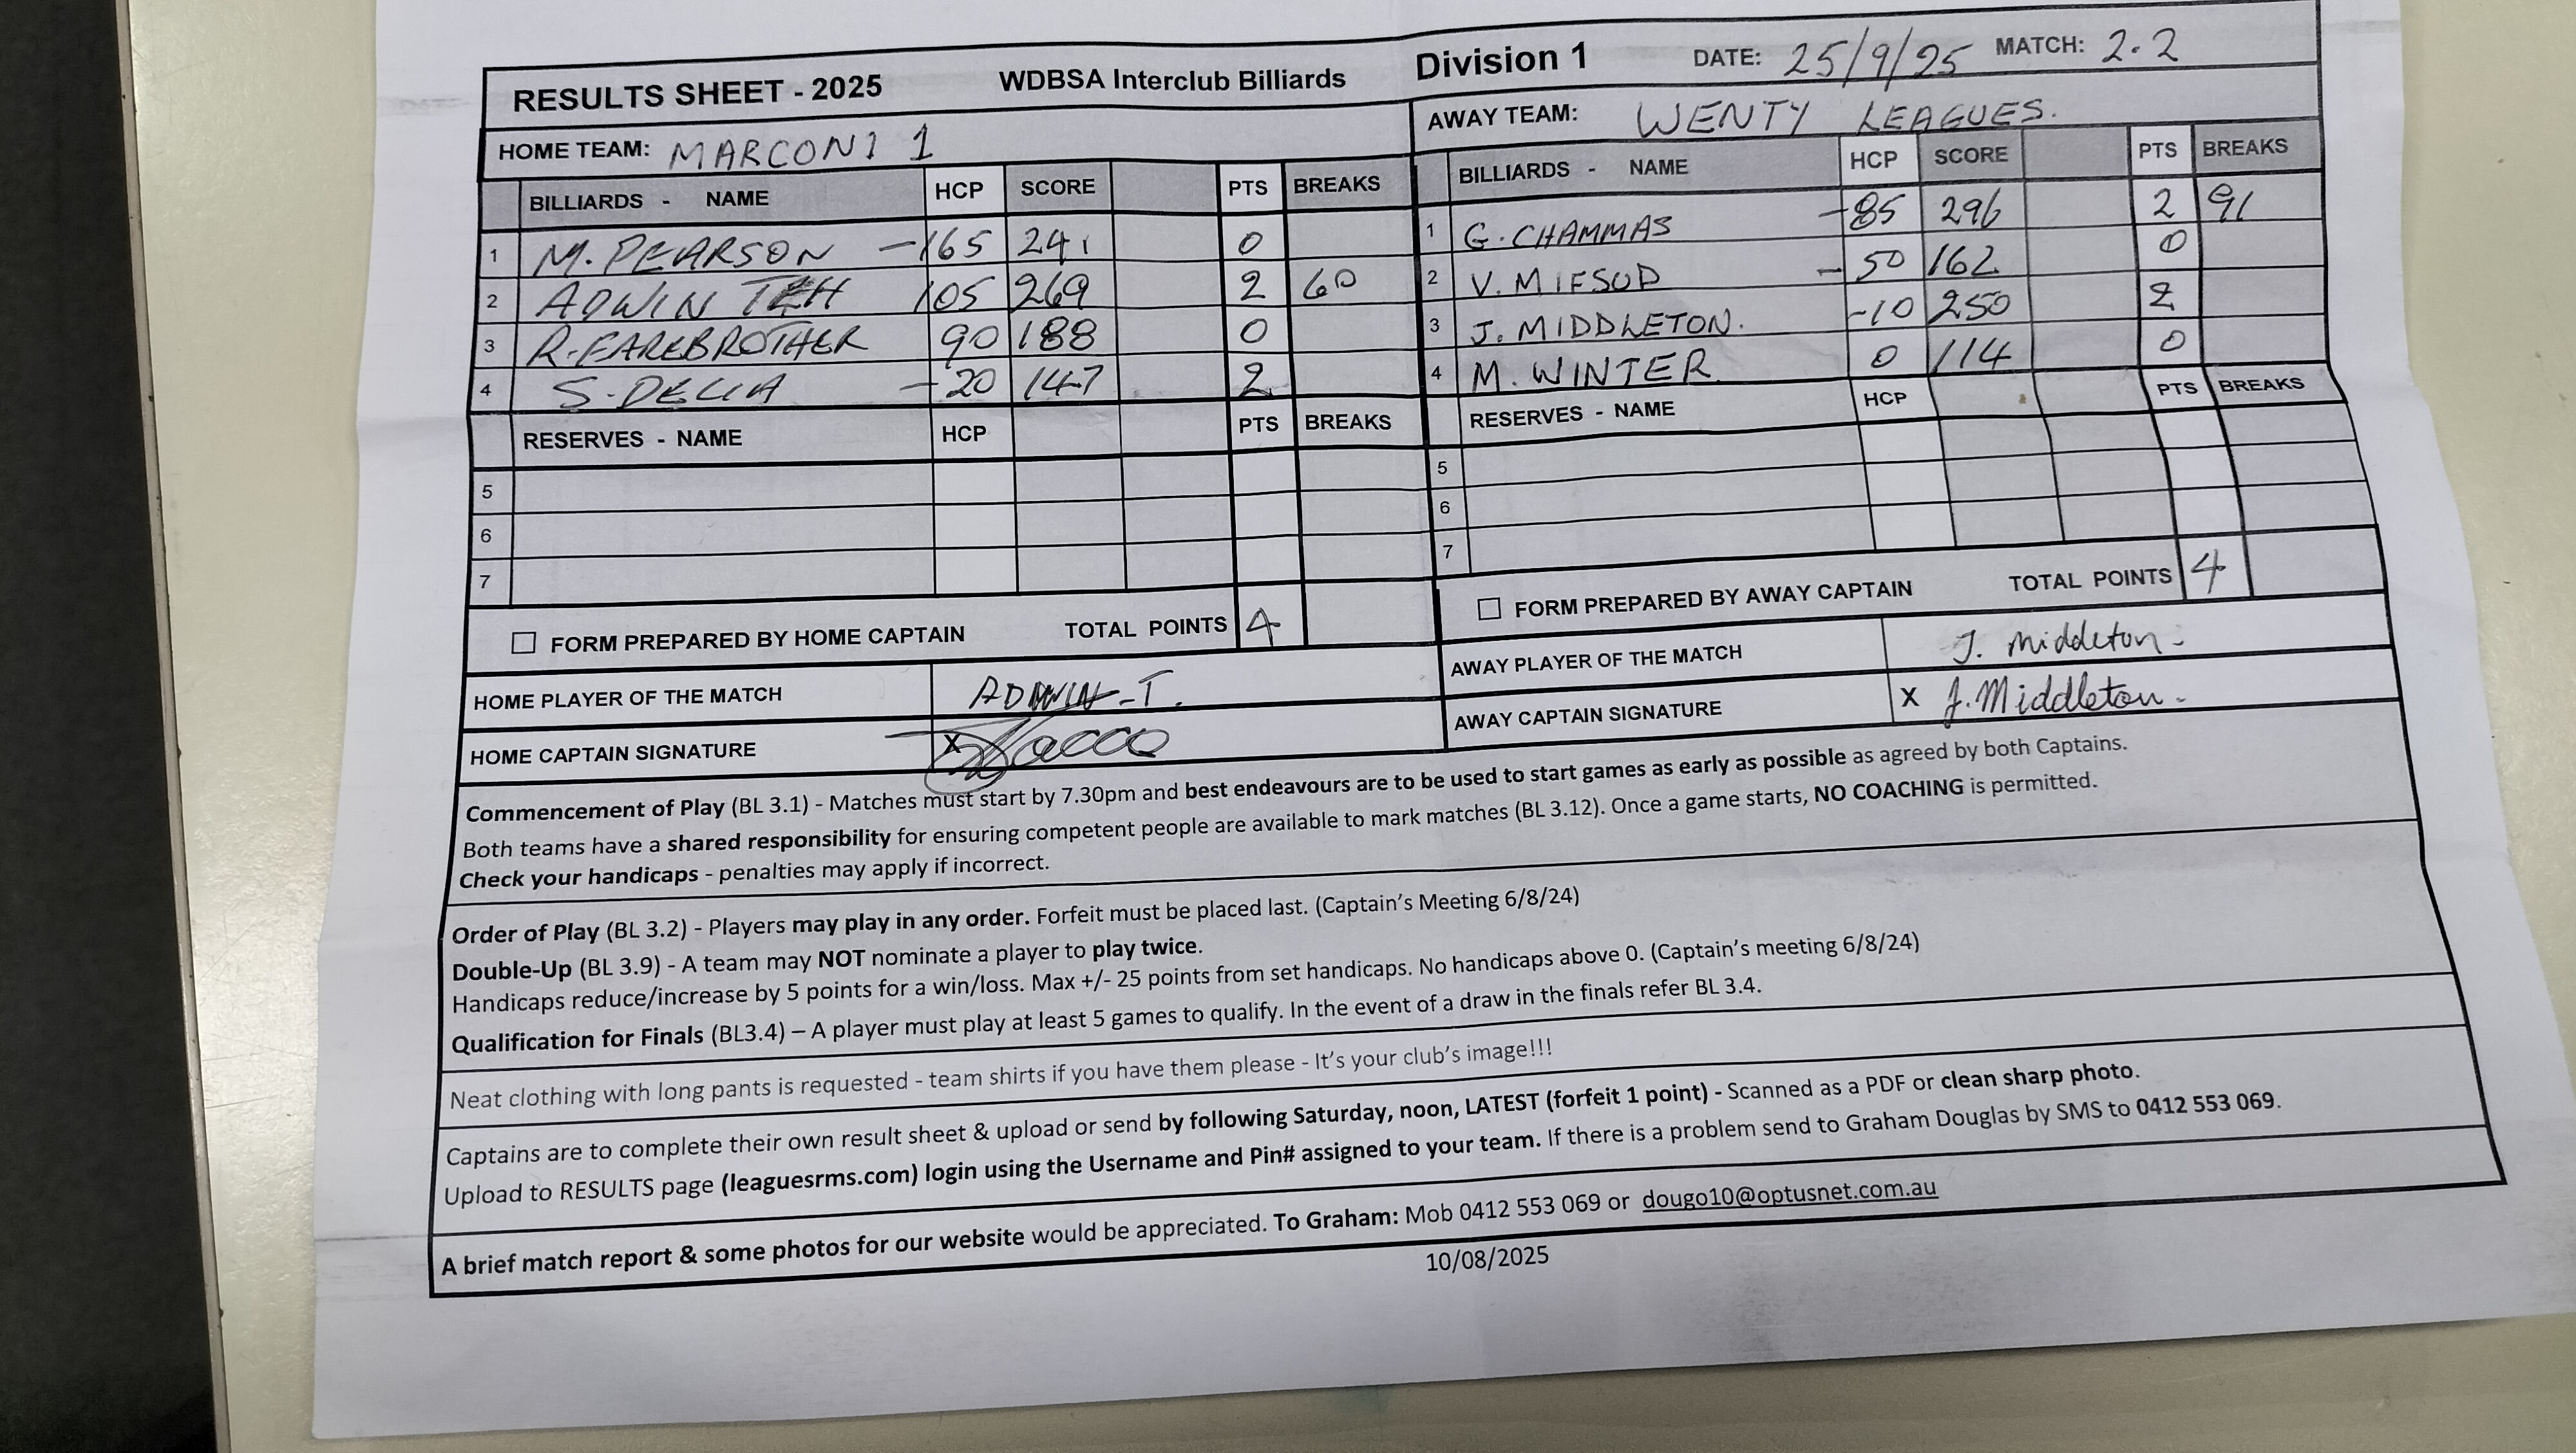 RESULTS SHEET - 2025 WDBSA Interclub Billiards Division 1 DATE: 25/9/25 MATCH: 2.2
HOME TEAM: MARCONI 1 AWAY TEAM: WENTY LEAGUES.
BILLIARDS - NAME HCP SCORE PTS BREAKS BILLIARDS - NAME HCP SCORE PTS BREAKS
1 M. PEARSON -165 241 0 1 G. CHAMMAS -85 296 2 91
2 ADWIN TEH 105 269 2 60 2 V. MIFSUD -50 162 0
3 R. FAREBROTHER 90 188 0 3 J. MIDDLETON. -10 250 2
4 S. DELIA -20 147 2 4 M. WINTER 0 114 0
RESERVES - NAME HCP PTS BREAKS RESERVES - NAME HCP PTS BREAKS
5 5
6 6
7 7
FORM PREPARED BY HOME CAPTAIN TOTAL POINTS 4 FORM PREPARED BY AWAY CAPTAIN TOTAL POINTS 4
HOME PLAYER OF THE MATCH ADWIN-T. AWAY PLAYER OF THE MATCH J. Middleton-
HOME CAPTAIN SIGNATURE X AWAY CAPTAIN SIGNATURE X J. Middleton-
Commencement of Play (BL 3.1) - Matches must start by 7.30pm and best endeavours are to be used to start games as early as possible as agreed by both Captains.
Both teams have a shared responsibility for ensuring competent people are available to mark matches (BL 3.12). Once a game starts, NO COACHING is permitted.
Check your handicaps - penalties may apply if incorrect.
Order of Play (BL 3.2) - Players may play in any order. Forfeit must be placed last. (Captain's Meeting 6/8/24)
Double-Up (BL 3.9) - A team may NOT nominate a player to play twice.
Handicaps reduce/increase by 5 points for a win/loss. Max +/- 25 points from set handicaps. No handicaps above 0. (Captain's meeting 6/8/24)
Qualification for Finals (BL3.4) – A player must play at least 5 games to qualify. In the event of a draw in the finals refer BL 3.4.
Neat clothing with long pants is requested - team shirts if you have them please - It's your club's image!!!
Captains are to complete their own result sheet & upload or send by following Saturday, noon, LATEST (forfeit 1 point) - Scanned as a PDF or clean sharp photo.
Upload to RESULTS page (leaguesrms.com) login using the Username and Pin# assigned to your team. If there is a problem send to Graham Douglas by SMS to 0412 553 069.
A brief match report & some photos for our website would be appreciated. To Graham: Mob 0412 553 069 or dougo10@optusnet.com.au
10/08/2025